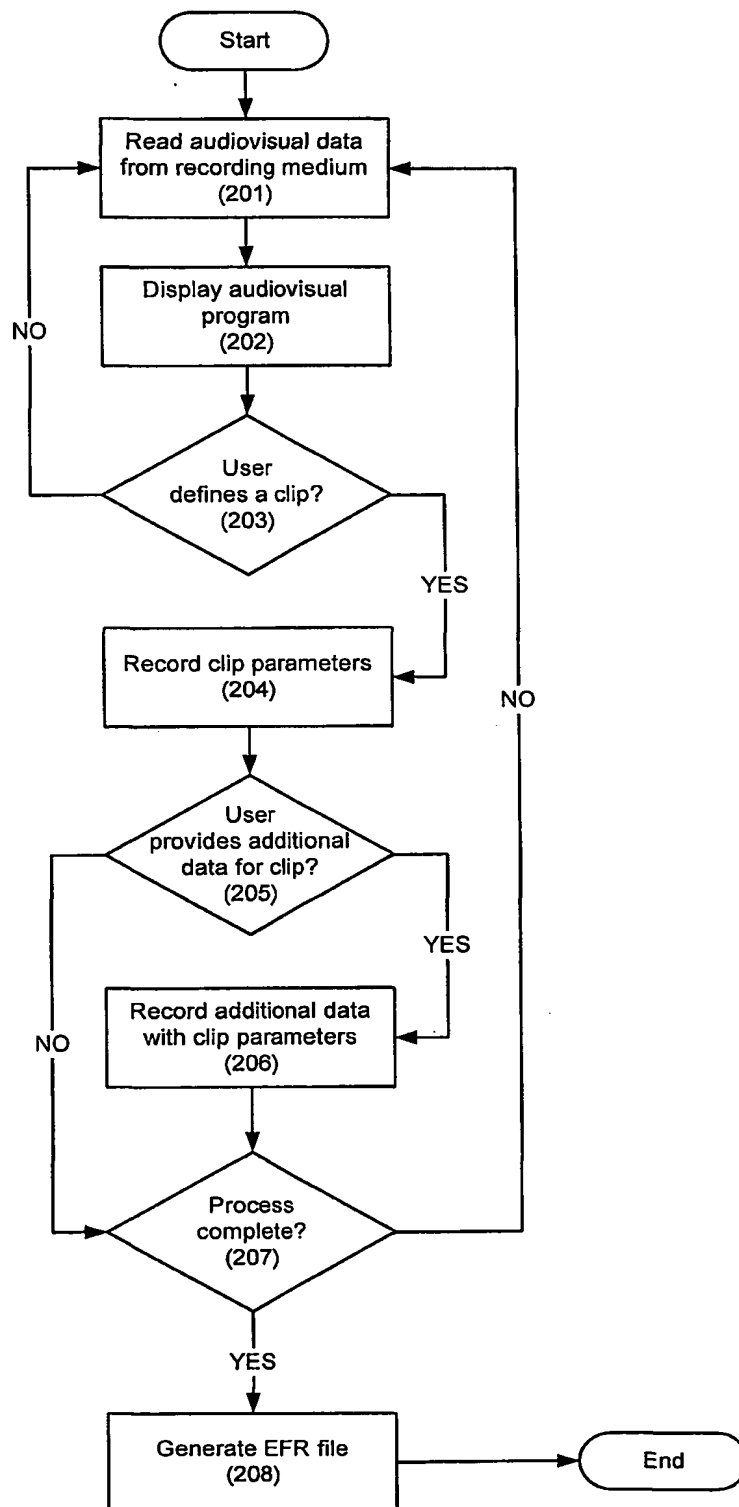 Start
Read audiovisual data
from recording medium
(201)
Display audiovisual
program
(202)
NO
User
defines a clip?
(203)
YES
Record clip parameters
(204)
NO
User
provides additional
data for clip?
(205)
YES
Record additional data
with clip parameters
(206)
NO
Process
complete?
(207)
YES
Generate EFR file
(208)
End